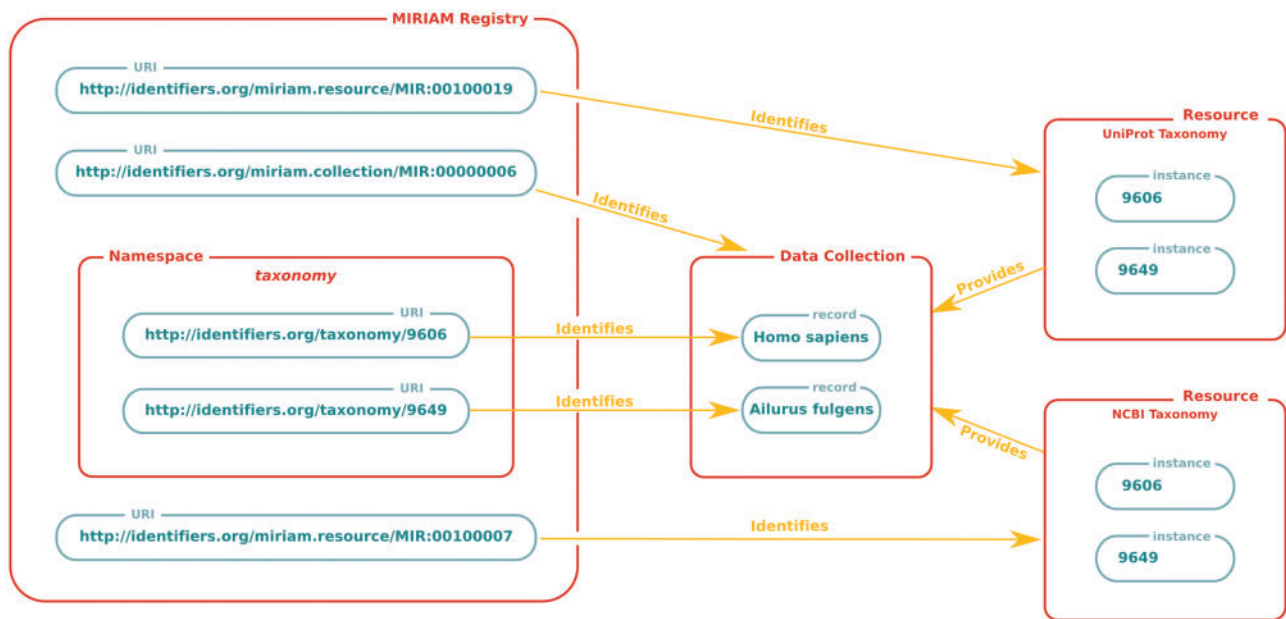 MIRIAM Registry
URI
http://identifiers.org/miriam.resource/MIR:00100019
URI
http://identifiers.org/miriam.collection/MIR:00000006
Namespace
taxonomy
URI
http://identifiers.org/taxonomy/9606
URI
http://identifiers.org/taxonomy/9649
URI
http://identifiers.org/miriam.resource/MIR:00100007
Identifies
Identifies
Identifies
Identifies
Identifies
Data Collection
record
Homo sapiens
record
Ailurus fulgens
Provides
Provides
Resource
UniProt Taxonomy
instance
9606
instance
9649
Resource
NCBI Taxonomy
instance
9606
instance
9649